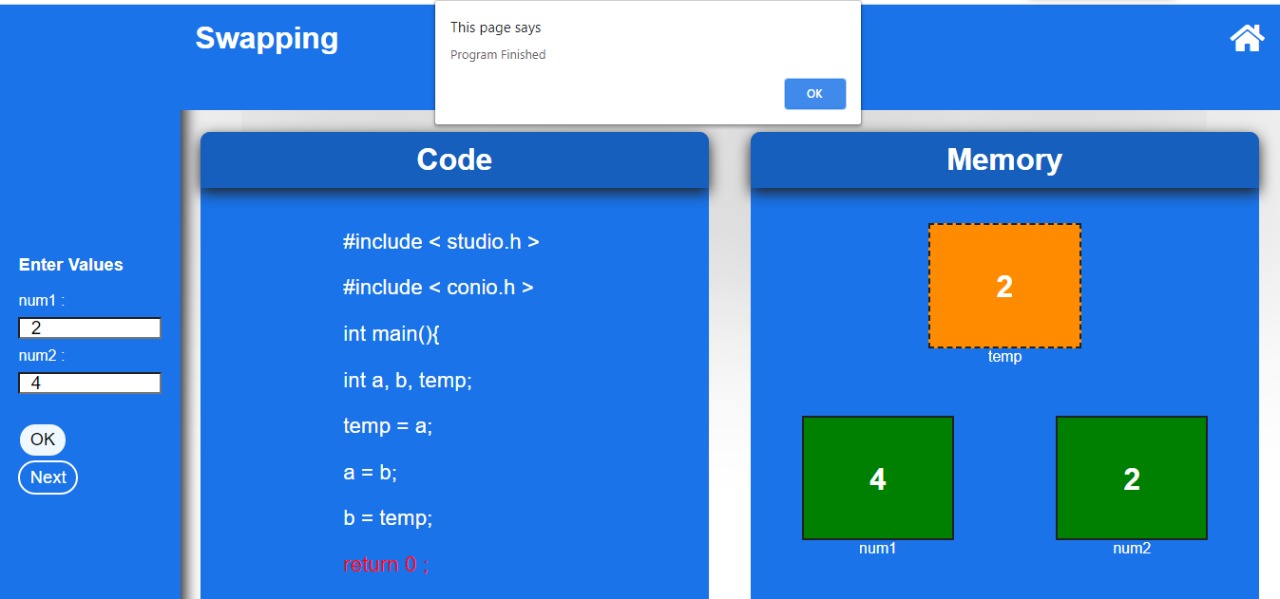 Swapping
This page says
Program Finished
OK
Enter Values
num1 :
2
num2 :
4
OK
Next
Code
#include < studio.h >
#include < conio.h >
int main(){
int a, b, temp;
temp = a;
a = b;
b = temp;
return 0 ;
Memory
2
temp
4
num1
2
num2